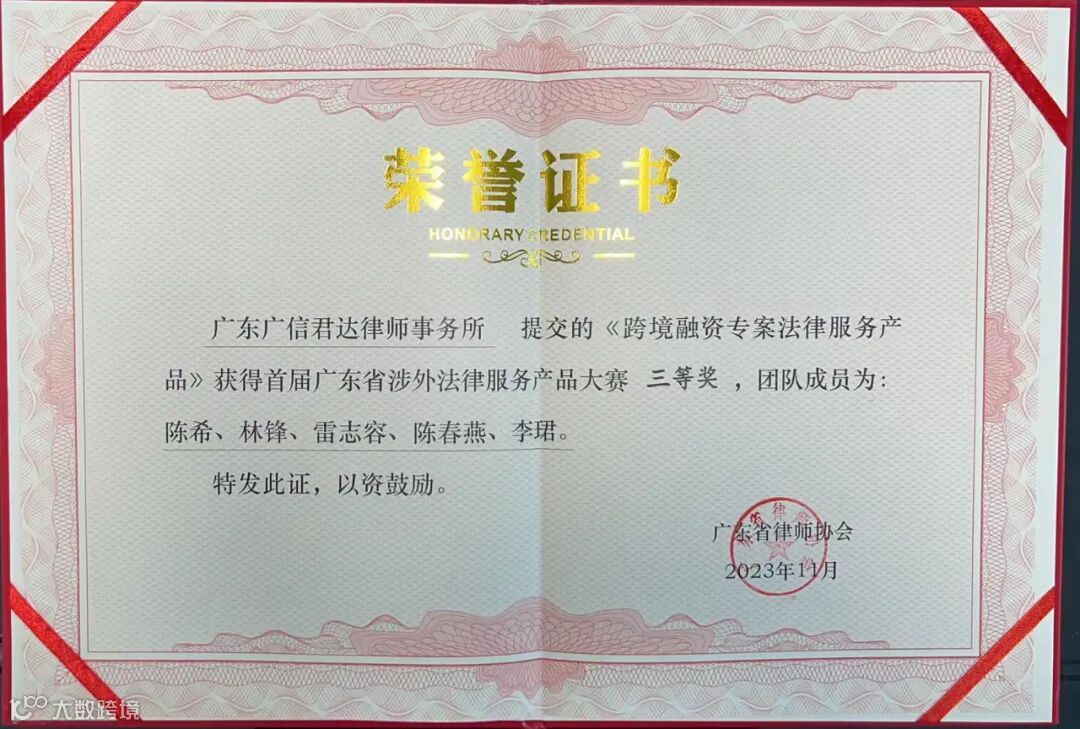 荣誉证书
HONORARY CREDENTIAL
广东广信君达律师事务所 提交的《跨境融资专案法律服务产
品》获得首届广东省涉外法律服务产品大赛 三等奖 ,团队成员为:
陈希、林锋、雷志容、陈春燕、李珺。
特发此证,以资鼓励。
广东省律师协会
2023年11月
大数跨境